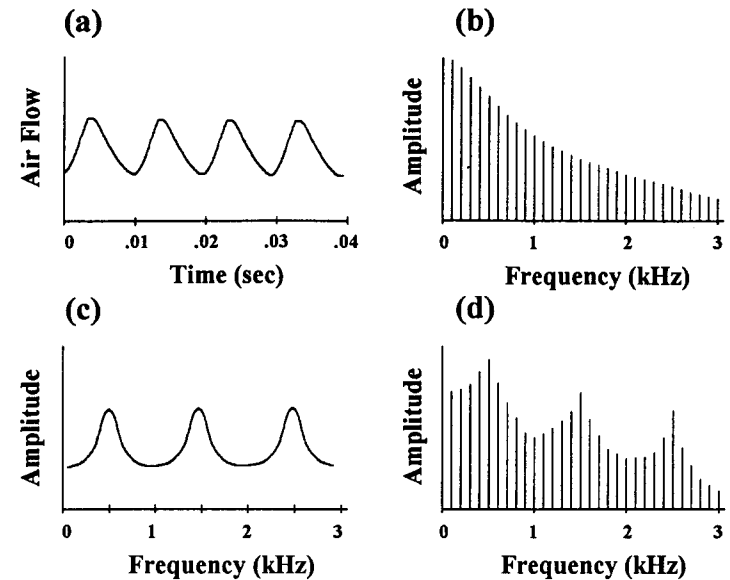 (a)
Air Flow
0 .01 .02 .03 .04
Time (sec)
(b)
Amplitude
0 1 2 3
Frequency (kHz)
(c)
Amplitude
0 1 2 3
Frequency (kHz)
(d)
Amplitude
0 1 2 3
Frequency (kHz)